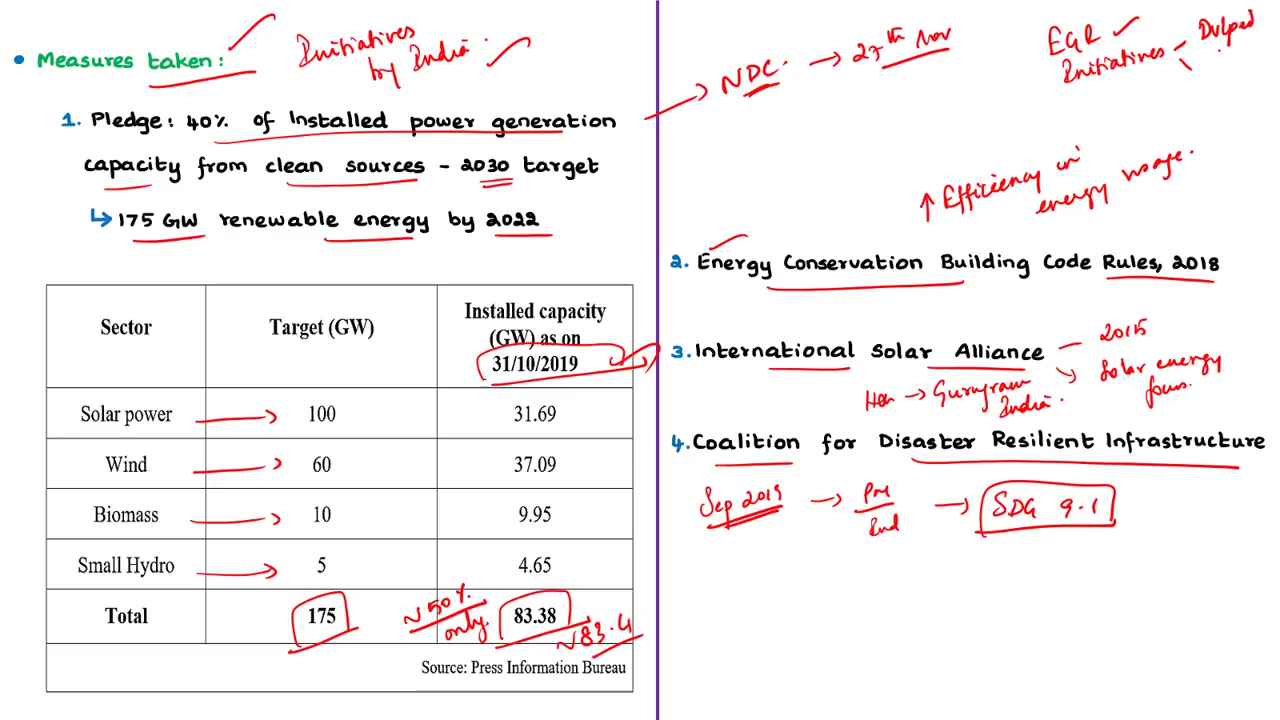 Measures taken:
Initiatives
by India
1. Pledge: 40% of Installed power generation
capacity from clean sources - 2030 target
↳ 175 GW renewable energy by 2022
Sector Target (GW) Installed capacity
(GW) as on
31/10/2019
Solar power 100 31.69
Wind 60 37.09
Biomass 10 9.95
Small Hydro 5 4.65
Total 175 83.38
~50%
only
~83.4
Source: Press Information Bureau
NDC → 27th Nov
EGR
Initiatives
↑ Efficiency in
energy usage.
2. Energy Conservation Building Code Rules, 2018
3. International Solar Alliance
2015
Solar energy
focus.
→ Gurugram
India.
4. Coalition for Disaster Resilient Infrastructure
Sep 2019 → → SDG 9.1
Ind